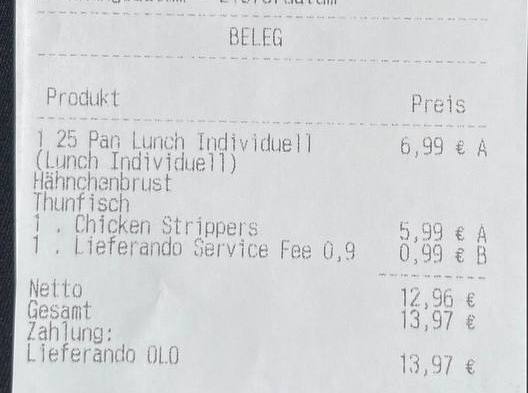 BELEG
Produkt Preis
1 25 Pan Lunch Individuell 6,99 € A
(Lunch Individuell)
Hähnchenbrust
Thunfisch
1 . Chicken Strippers 5,99 € A
1 . Lieferando Service Fee 0,9 0,99 € B
Netto 12,96 €
Gesamt 13,97 €
Zahlung:
Lieferando OLO 13,97 €